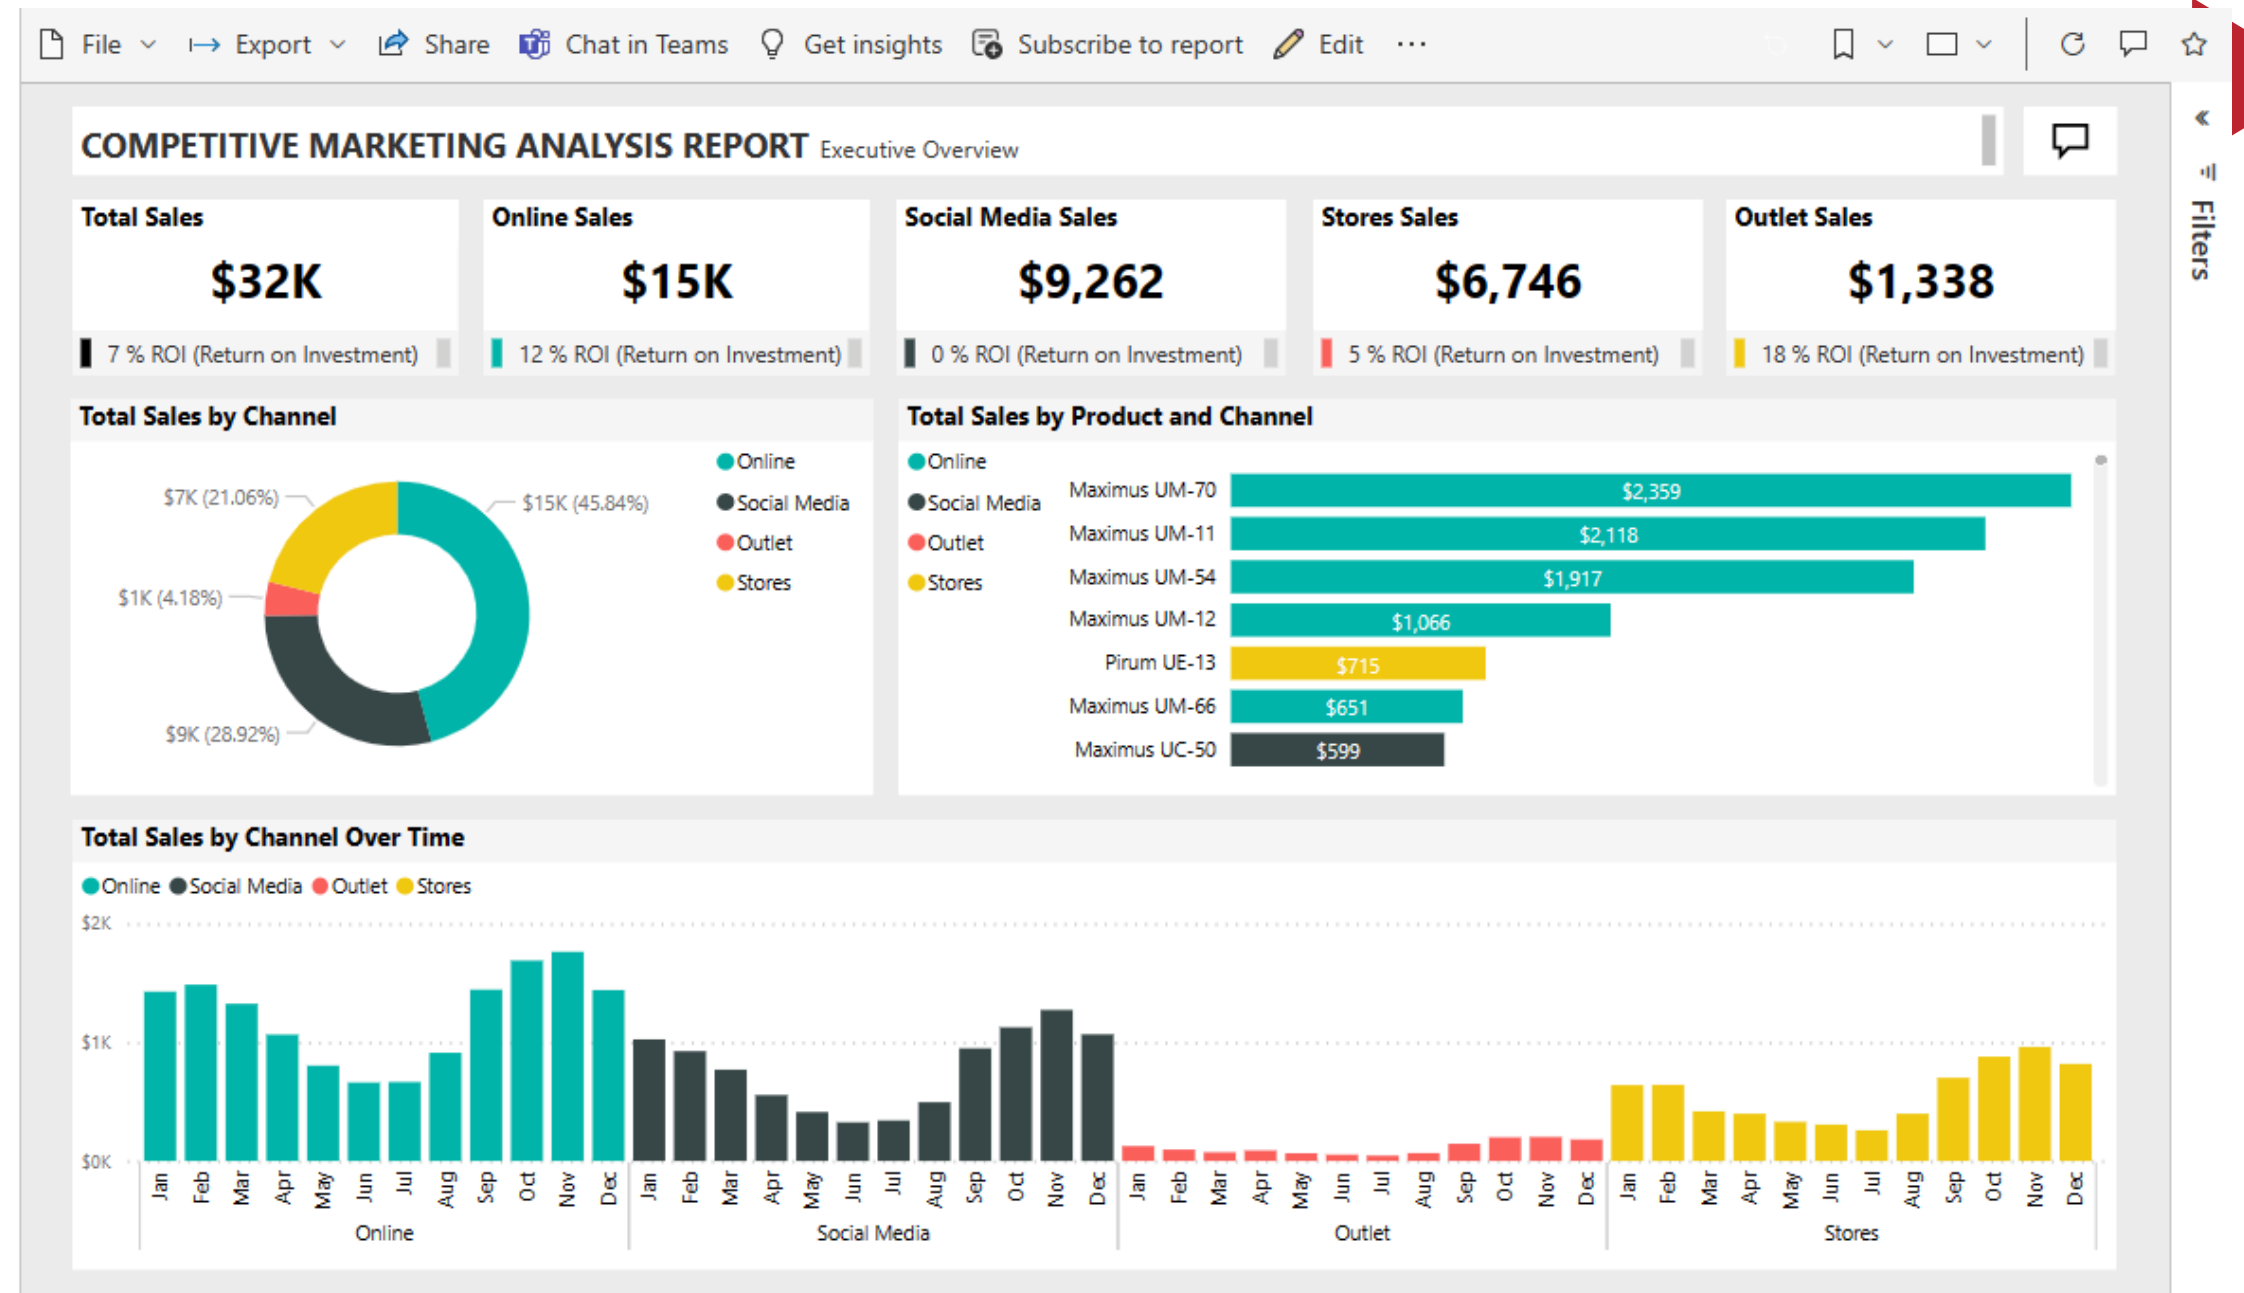 File Export Share Chat in Teams Get insights Subscribe to report Edit ...
COMPETITIVE MARKETING ANALYSIS REPORT Executive Overview
Filters
Total Sales
$32K
7 % ROI (Return on Investment)
Online Sales
$15K
12 % ROI (Return on Investment)
Social Media Sales
$9,262
0 % ROI (Return on Investment)
Stores Sales
$6,746
5 % ROI (Return on Investment)
Outlet Sales
$1,338
18 % ROI (Return on Investment)
Total Sales by Channel
$7K (21.06%)
$15K (45.84%)
$1K (4.18%)
$9K (28.92%)
Online
Social Media
Outlet
Stores
Total Sales by Product and Channel
Online
Social Media
Outlet
Stores
Maximus UM-70 $2,359
Maximus UM-11 $2,118
Maximus UM-54 $1,917
Maximus UM-12 $1,066
Pirum UE-13 $715
Maximus UM-66 $651
Maximus UC-50 $599
Total Sales by Channel Over Time
Online Social Media Outlet Stores
$2K
$1K
$0K
Jan Feb Mar Apr May Jun Jul Aug Sep Oct Nov Dec Jan Feb Mar Apr May Jun Jul Aug Sep Oct Nov Dec Jan Feb Mar Apr May Jun Jul Aug Sep Oct Nov Dec Jan Feb Mar Apr May Jun Jul Aug Sep Oct Nov Dec
Online Social Media Outlet Stores